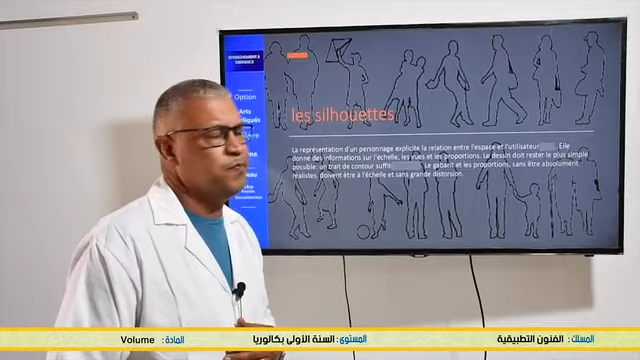 Option
Arts
les silhouettes
La représentation d'un personnage explicite la relation entre l'espace et l'utilisateur. Elle
donne des informations sur l'échelle, les vues et les proportions. Le dessin doit rester le plus simple
possible: un trait de contour suffit. Le gabarit et les proportions, sans être absolument
réalistes, doivent être à l'échelle et sans grande distorsion.
المسلك: الفنون التطبيقية
المستوى: السنة الأولى بكالوريا
المادة: Volume